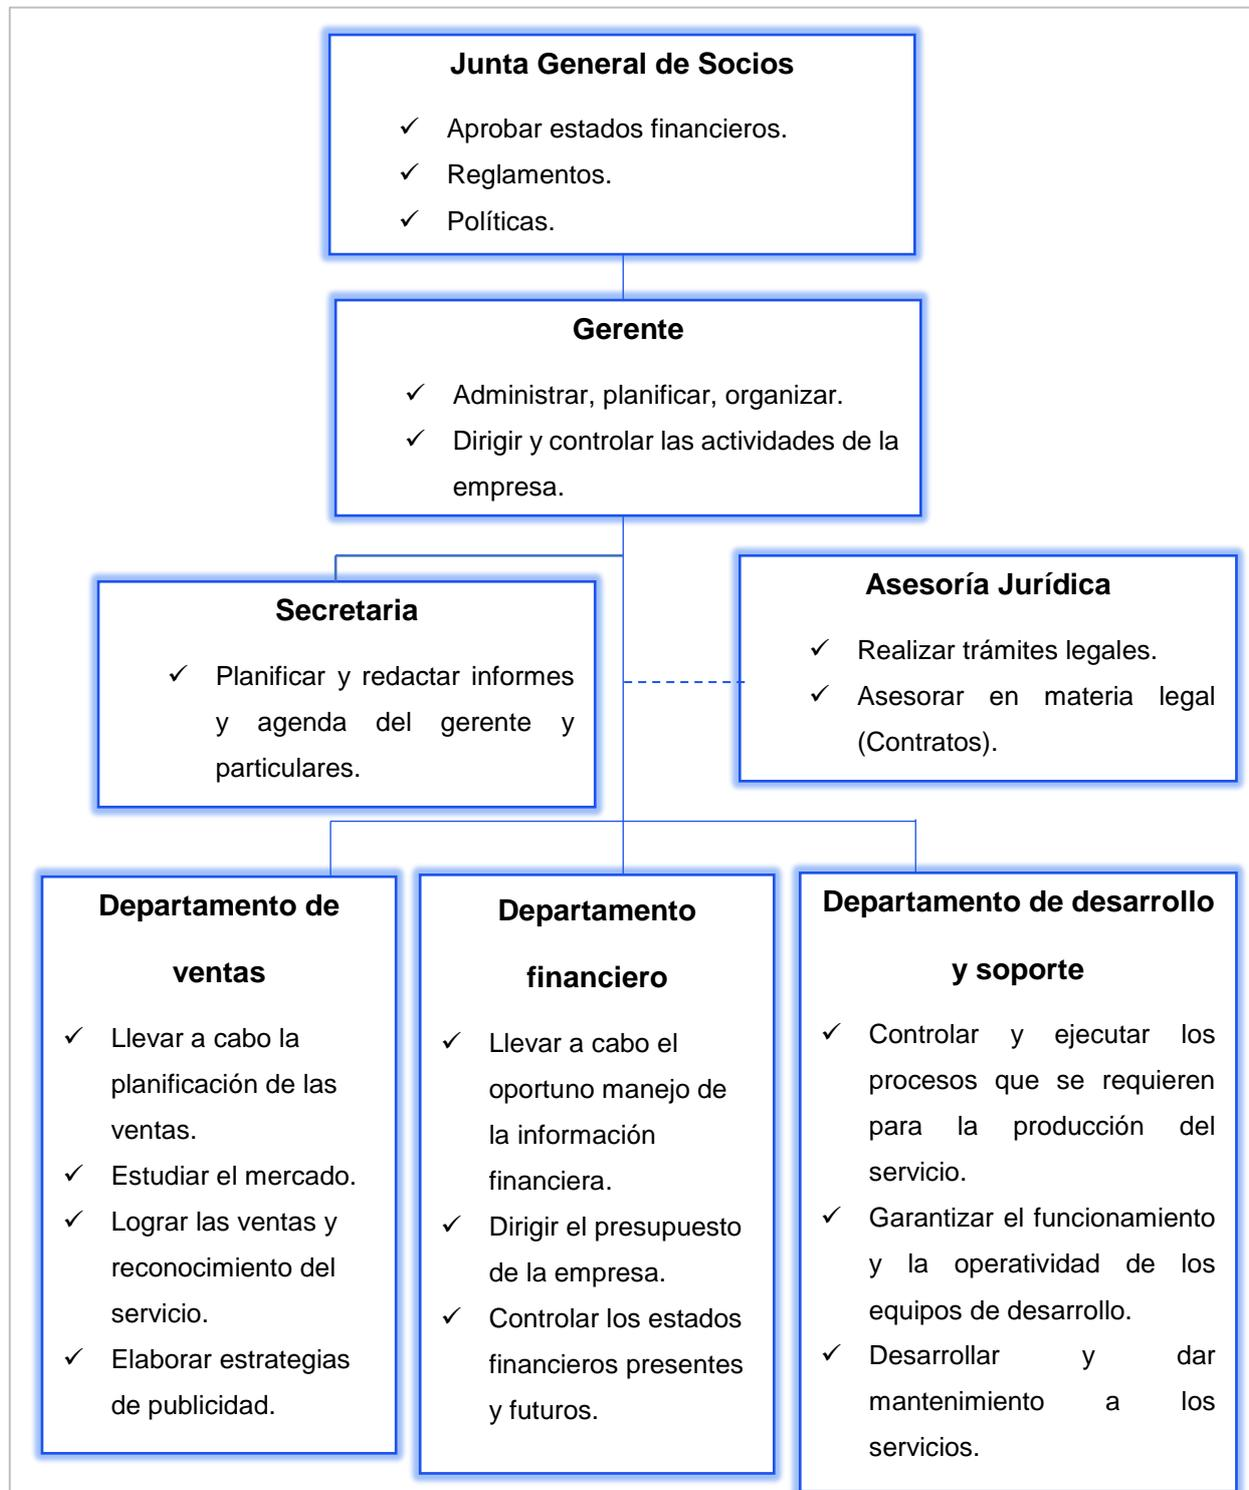 Junta General de Socios
✓ Aprobar estados financieros.
✓ Reglamentos.
✓ Políticas.
Gerente
✓ Administrar, planificar, organizar.
✓ Dirigir y controlar las actividades de la
empresa.
Secretaria
✓ Planificar y redactar informes
y agenda del gerente y
particulares.
Asesoría Jurídica
✓ Realizar trámites legales.
✓ Asesorar en materia legal
(Contratos).
Departamento de
ventas
✓ Llevar a cabo la
planificación de las
ventas.
✓ Estudiar el mercado.
✓ Lograr las ventas y
reconocimiento del
servicio.
✓ Elaborar estrategias
de publicidad.
Departamento
financiero
✓ Llevar a cabo el
oportuno manejo de
la información
financiera.
✓ Dirigir el presupuesto
de la empresa.
✓ Controlar los estados
financieros presentes
y futuros.
Departamento de desarrollo
y soporte
✓ Controlar y ejecutar los
procesos que se requieren
para la producción del
servicio.
✓ Garantizar el funcionamiento
y la operatividad de los
equipos de desarrollo.
✓ Desarrollar y dar
mantenimiento a los
servicios.